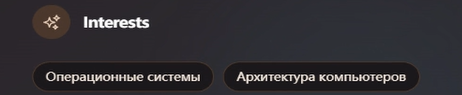 Interests
Операционные системы
Архитектура компьютеров